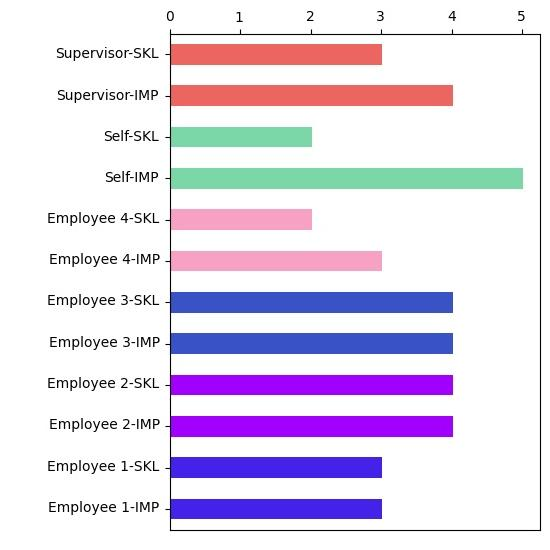 0 1 2 3 4 5
Supervisor-SKL
Supervisor-IMP
Self-SKL
Self-IMP
Employee 4-SKL
Employee 4-IMP
Employee 3-SKL
Employee 3-IMP
Employee 2-SKL
Employee 2-IMP
Employee 1-SKL
Employee 1-IMP